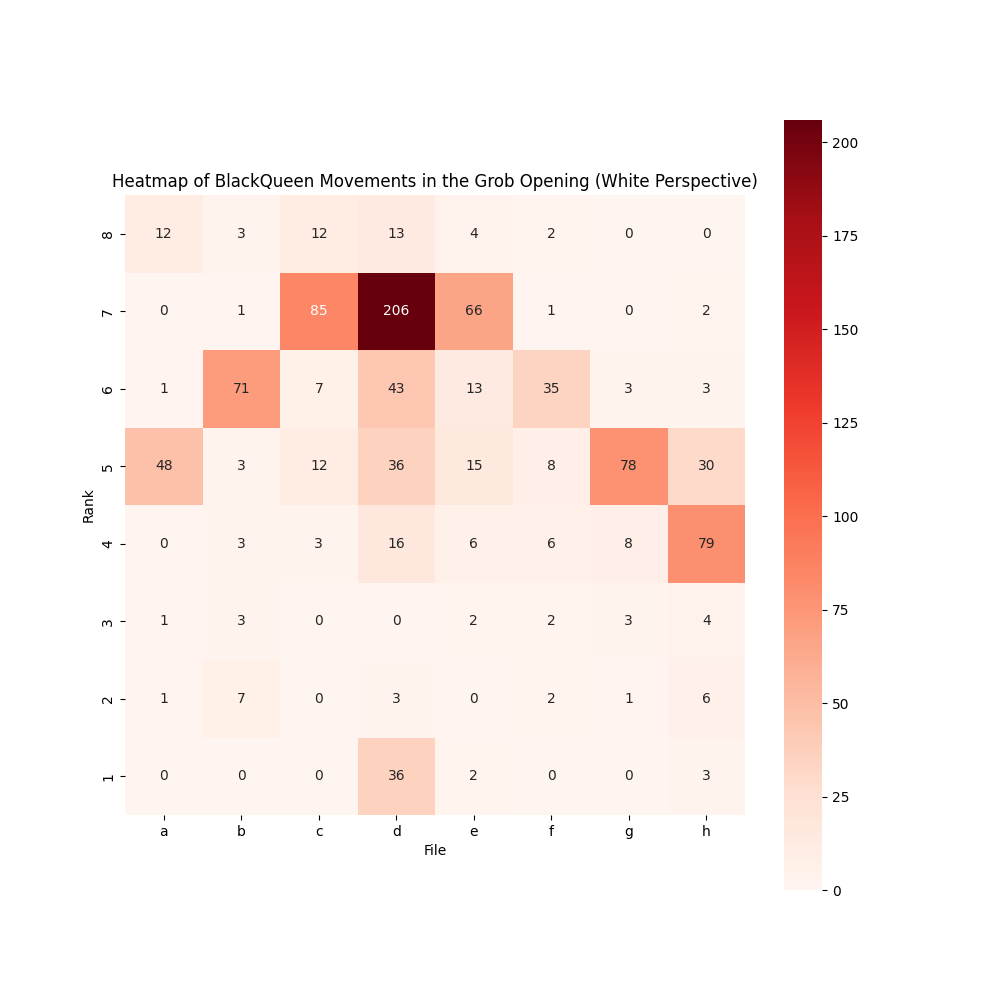 Heatmap of BlackQueen Movements in the Grob Opening (White Perspective)
200
175
150
125
100
75
50
25
0
Rank
8 12 3 12 13 4 2 0 0
7 0 1 85 206 66 1 0 2
6 1 71 7 43 13 35 3 3
5 48 3 12 36 15 8 78 30
4 0 3 3 16 6 6 8 79
3 1 3 0 0 2 2 3 4
2 1 7 0 3 0 2 1 6
1 0 0 0 36 2 0 0 3
a b c d e f g h
File